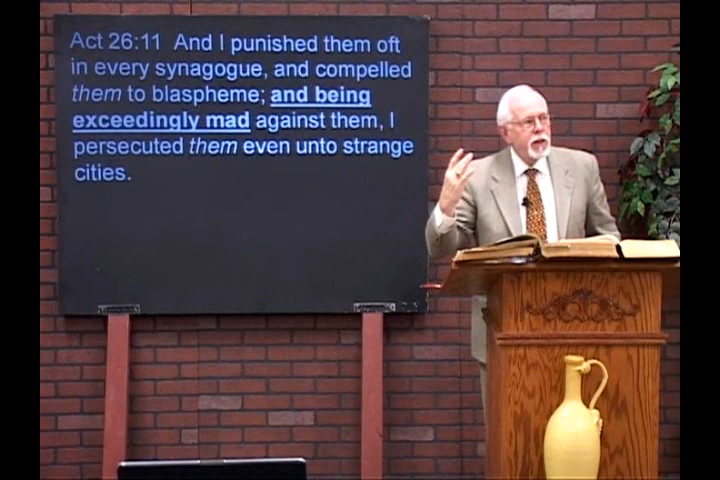 Act 26:11 And I punished them oft
in every synagogue, and compelled
them to blaspheme; and being
exceedingly mad against them, I
persecuted them even unto strange
cities.